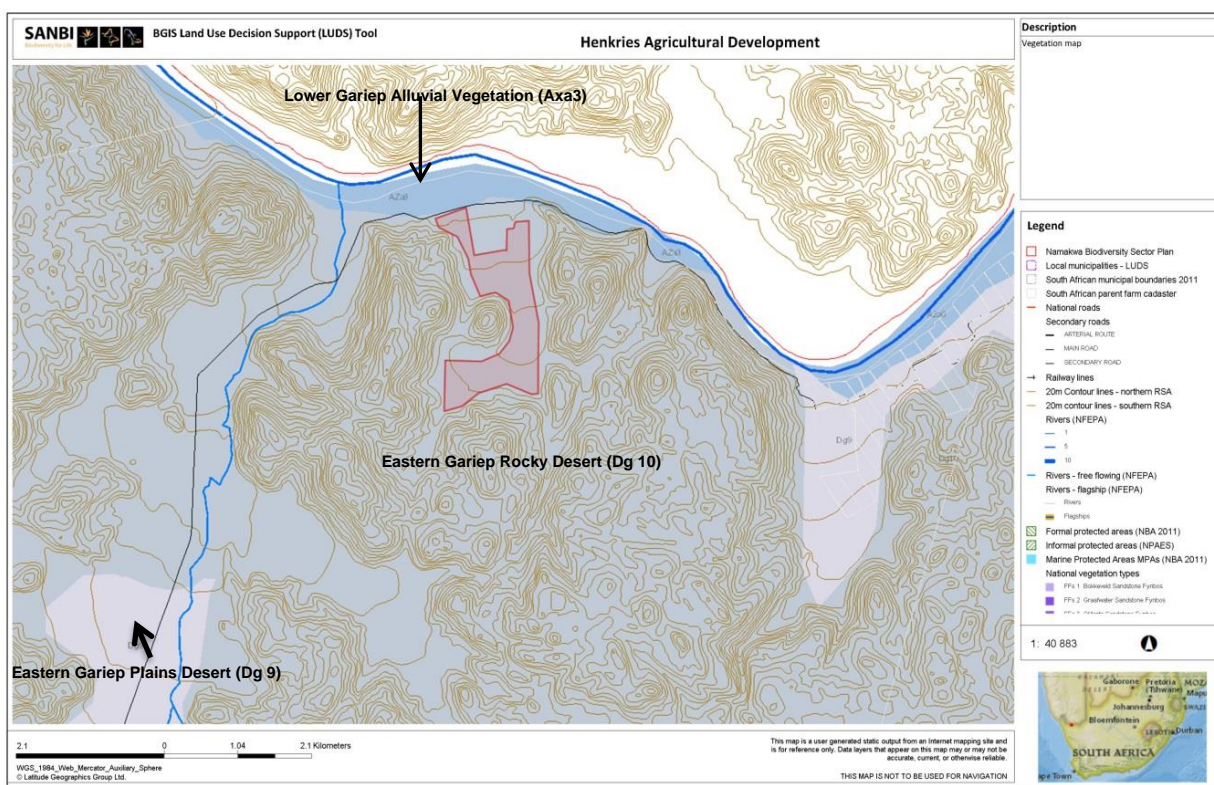 SANBI
Biodiversity for Life
BGIS Land Use Decision Support (LUDS) Tool
Henkries Agricultural Development
Description
Vegetation map
Lower Gariep Alluvial Vegetation (Axa3)
AZa3
AZa3
AZa3
Dg9
Eastern Gariep Rocky Desert (Dg 10)
Eastern Gariep Plains Desert (Dg 9)
Legend
Namakwa Biodiversity Sector Plan
Local municipalities - LUDS
South African municipal boundaries 2011
South African parent farm cadaster
National roads
Secondary roads
ARTERIAL ROUTE
MAIN ROAD
SECONDARY ROAD
Railway lines
20m Contour lines - northern RSA
20m contour lines - southern RSA
Rivers (NFEPA)
1
5
10
Rivers - free flowing (NFEPA)
Rivers - flagship (NFEPA)
Rivers
Flagships
Formal protected areas (NBA 2011)
Informal protected areas (NPAES)
Marine Protected Areas MPAs (NBA 2011)
National vegetation types
FFs 1 Bokkeveld Sandstone Fynbos
FFs 2 Graafwater Sandstone Fynbos
1: 40 883
2.1 0 1.04 2.1 Kilometers
WGS_1984_Web_Mercator_Auxiliary_Sphere
© Latitude Geographics Group Ltd.
This map is a user generated static output from an Internet mapping site and
is for reference only. Data layers that appear on this map may or may not be
accurate, current, or otherwise reliable.
THIS MAP IS NOT TO BE USED FOR NAVIGATION
Gaborone Pretoria MOZA
(Tshwane) Mapu
Johannesburg SWAZI
Bloemfontein
LESOTHO Durban
SOUTH AFRICA
ape Town